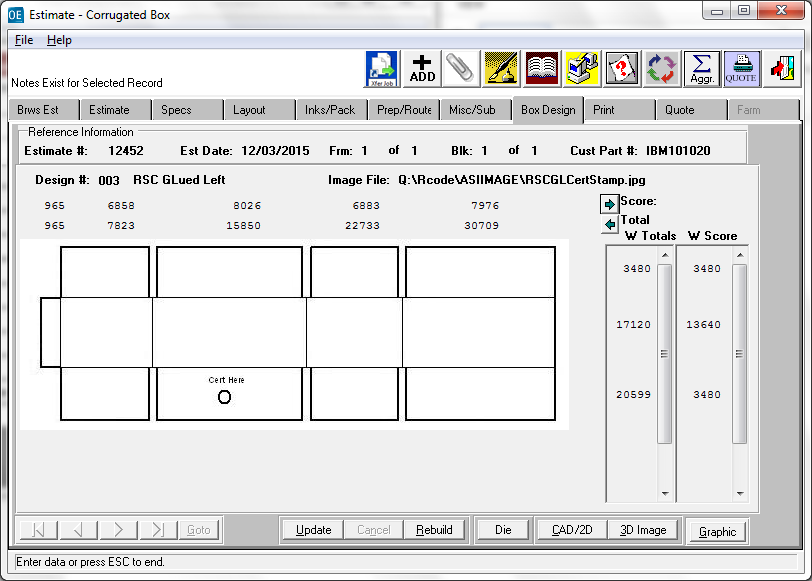 OE Estimate - Corrugated Box
File Help
Notes Exist for Selected Record
Xfer Job ADD Aggr. QUOTE
Brws Est Estimate Specs Layout Inks/Pack Prep/Route Misc/Sub Box Design Print Quote Farm
Reference Information
Estimate #: 12452 Est Date: 12/03/2015 Frm: 1 of 1 Blk: 1 of 1 Cust Part #: IBM101020
Design #: 003 RSC GLued Left Image File: Q:\Rcode\ASIIMAGE\RSCGLCertStamp.jpg
965 6858 8026 6883 7976 Score:
965 7823 15850 22733 30709 Total
W Totals W Score
3480 3480
17120 13640
Cert Here
O
20599 3480
Goto Update Cancel Rebuild Die CAD/2D 3D Image Graphic
Enter data or press ESC to end.